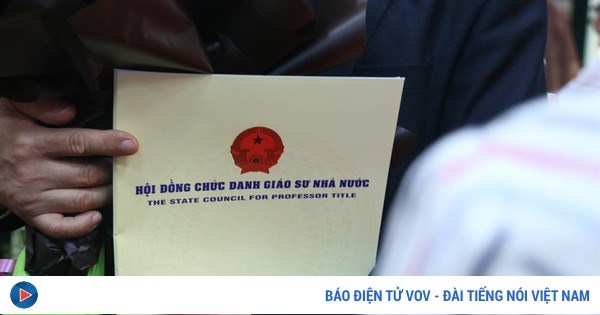 HỘI ĐỒNG CHỨC DANH GIÁO SƯ NHÀ NƯỚC
THE STATE COUNCIL FOR PROFESSOR TITLE
BÁO ĐIỆN TỬ VOV - ĐÀI TIẾNG NÓI VIỆT NAM